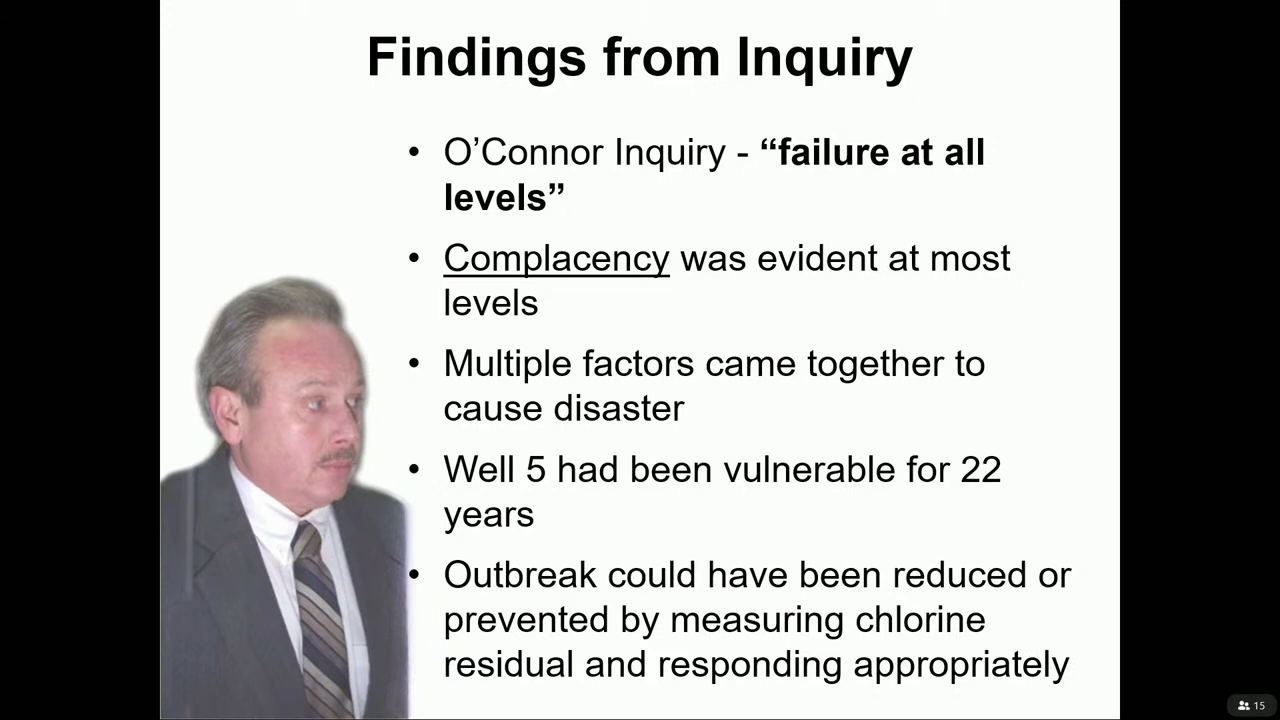 Findings from Inquiry
• O’Connor Inquiry - “failure at all
levels”
• Complacency was evident at most
levels
• Multiple factors came together to
cause disaster
• Well 5 had been vulnerable for 22
years
• Outbreak could have been reduced or
prevented by measuring chlorine
residual and responding appropriately
15